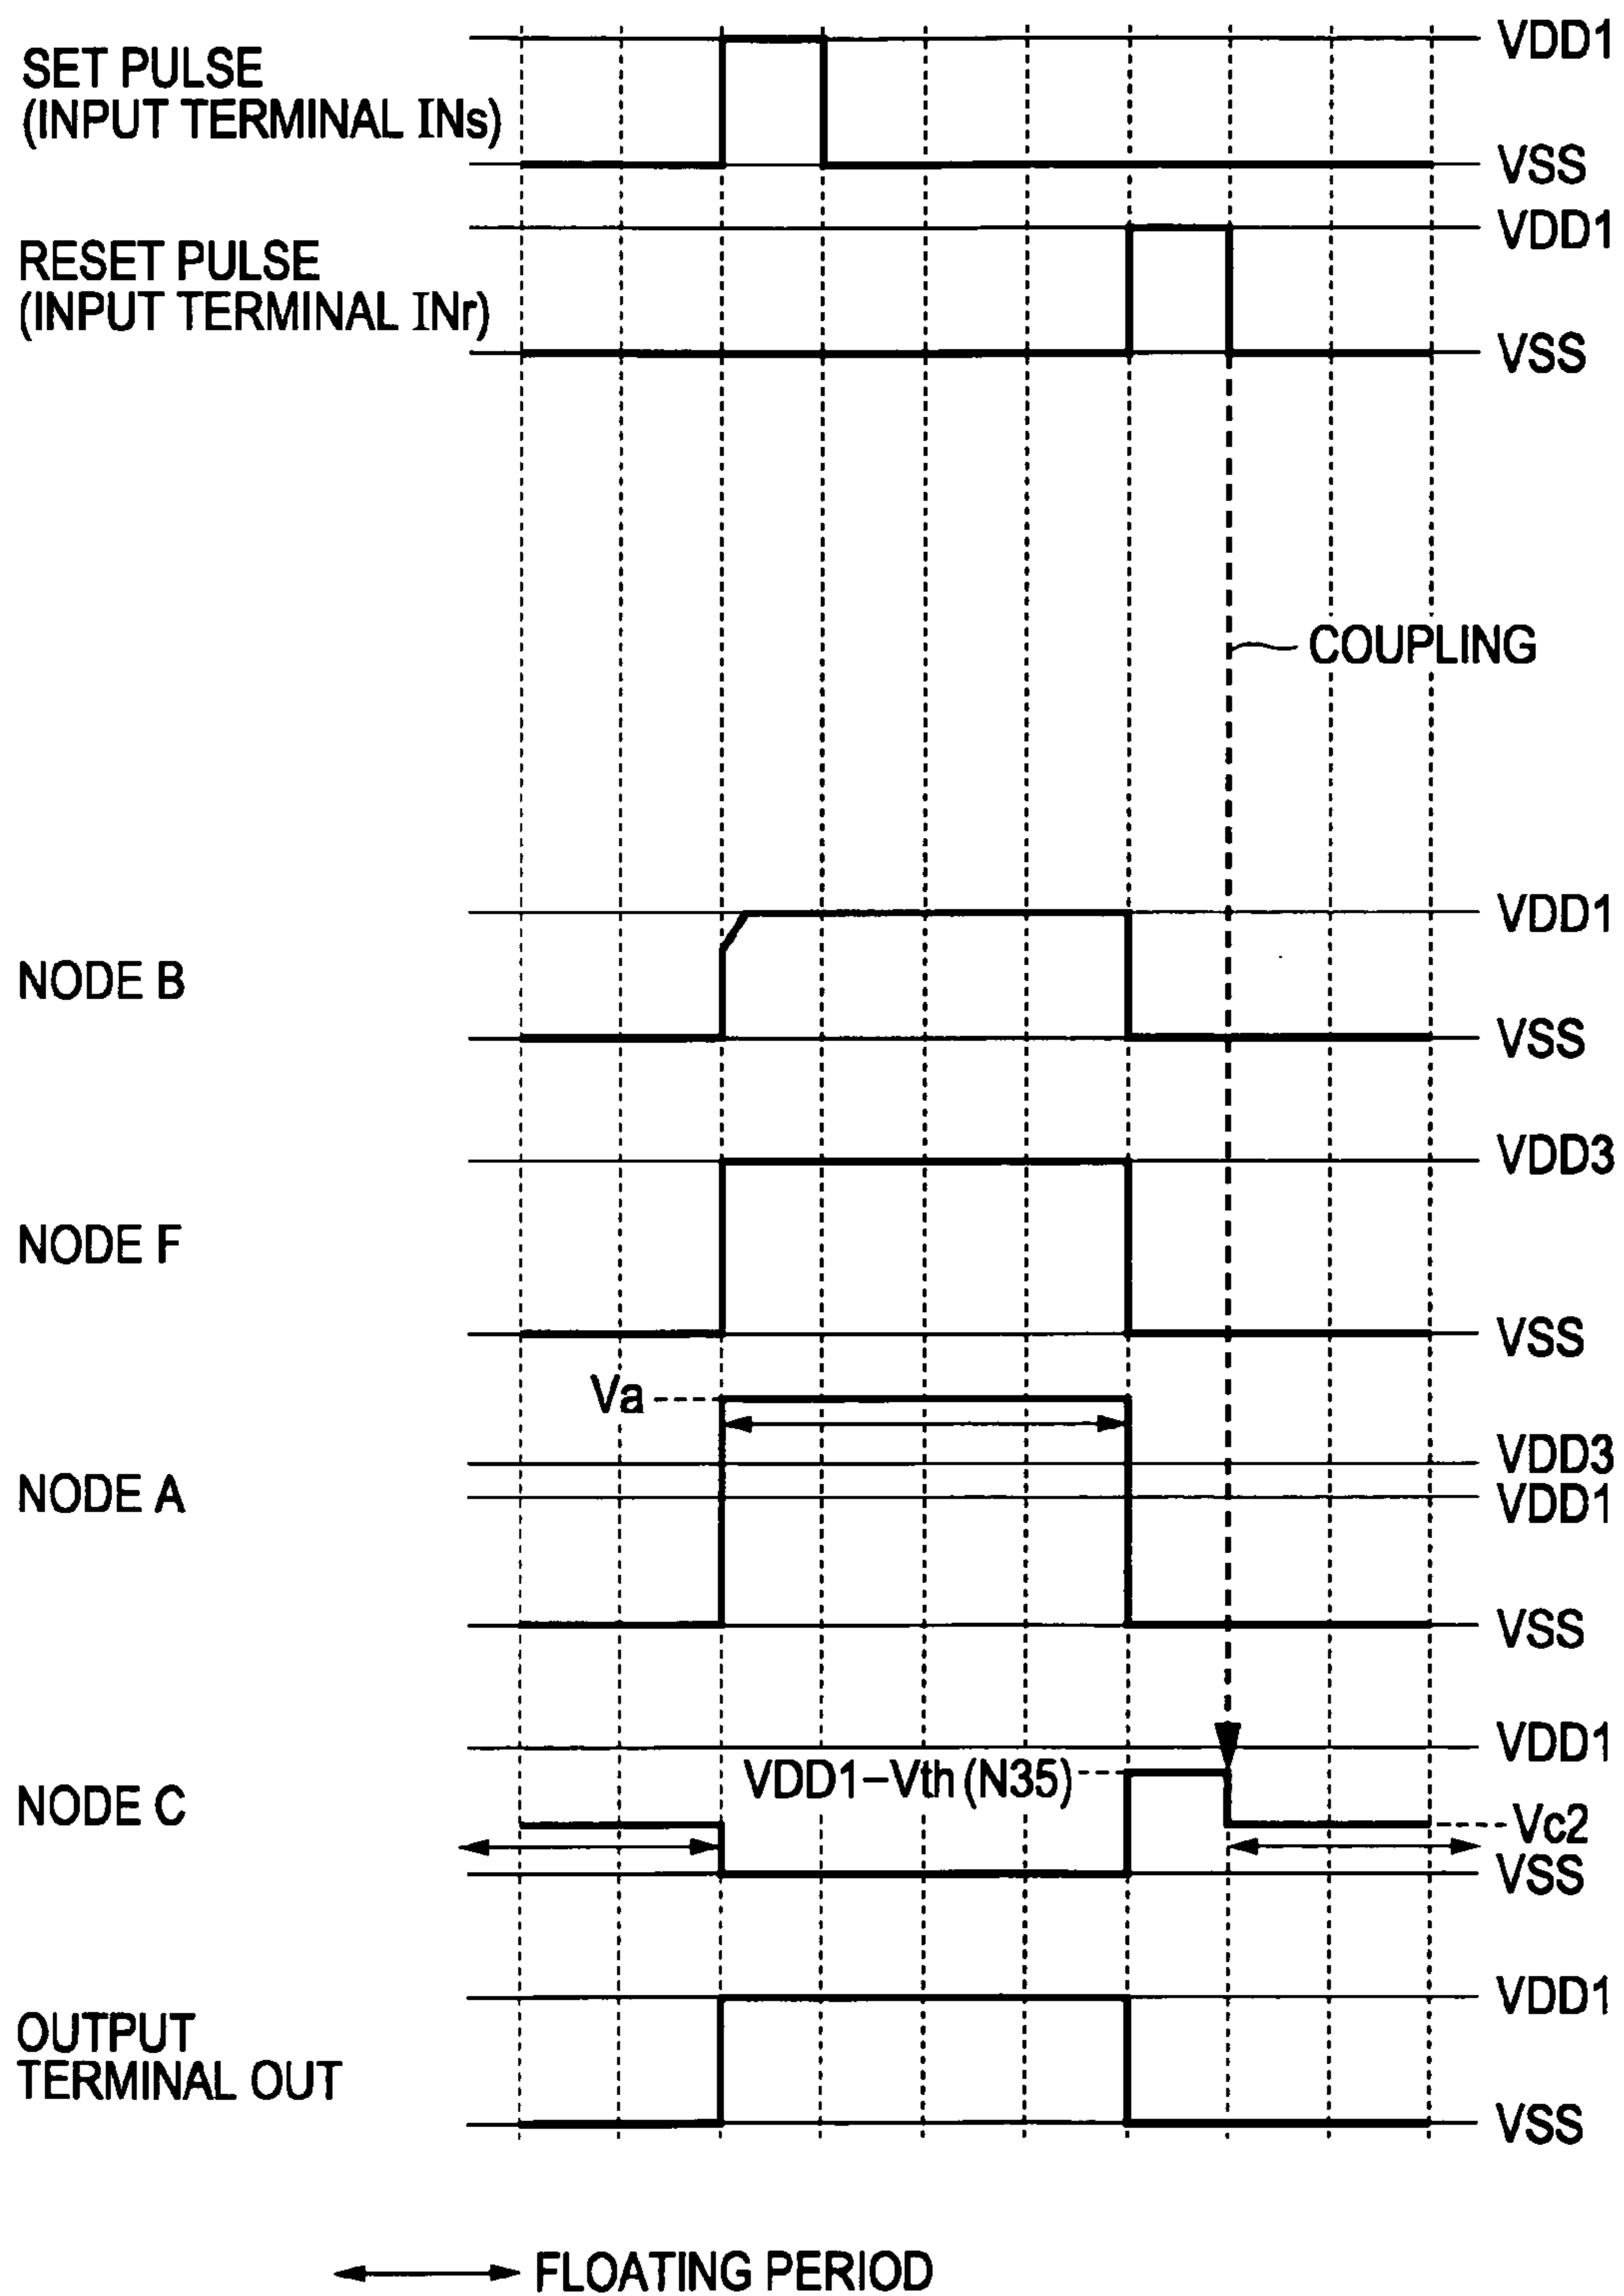 VDD1
SET PULSE
(INPUT TERMINAL INs)
VSS
VDD1
RESET PULSE
(INPUT TERMINAL INr)
VSS
COUPLING
VDD1
NODE B
VSS
VDD3
NODE F
VSS
Va
VDD3
NODE A
VDD1
VSS
VDD1
VDD1-Vth (N35)
NODE C
Vc2
VSS
VDD1
OUTPUT
TERMINAL OUT
VSS
FLOATING PERIOD